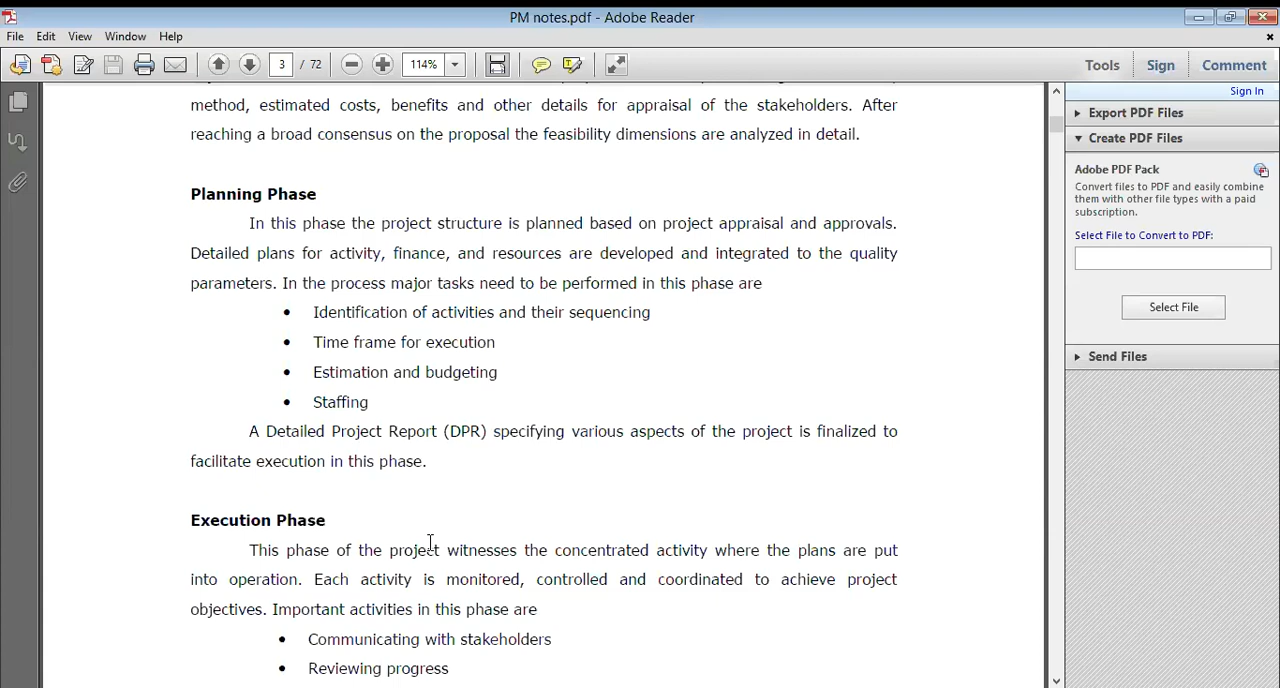 PM notes.pdf - Adobe Reader
File Edit View Window Help
3 / 72 114% Tools Sign Comment
Sign In
Export PDF Files
Create PDF Files
Adobe PDF Pack
Convert files to PDF and easily combine
them with other file types with a paid
subscription.
Select File to Convert to PDF:
Select File
Send Files
method, estimated costs, benefits and other details for appraisal of the stakeholders. After
reaching a broad consensus on the proposal the feasibility dimensions are analyzed in detail.
Planning Phase
In this phase the project structure is planned based on project appraisal and approvals.
Detailed plans for activity, finance, and resources are developed and integrated to the quality
parameters. In the process major tasks need to be performed in this phase are
• Identification of activities and their sequencing
• Time frame for execution
• Estimation and budgeting
• Staffing
A Detailed Project Report (DPR) specifying various aspects of the project is finalized to
facilitate execution in this phase.
Execution Phase
This phase of the project witnesses the concentrated activity where the plans are put
into operation. Each activity is monitored, controlled and coordinated to achieve project
objectives. Important activities in this phase are
• Communicating with stakeholders
• Reviewing progress